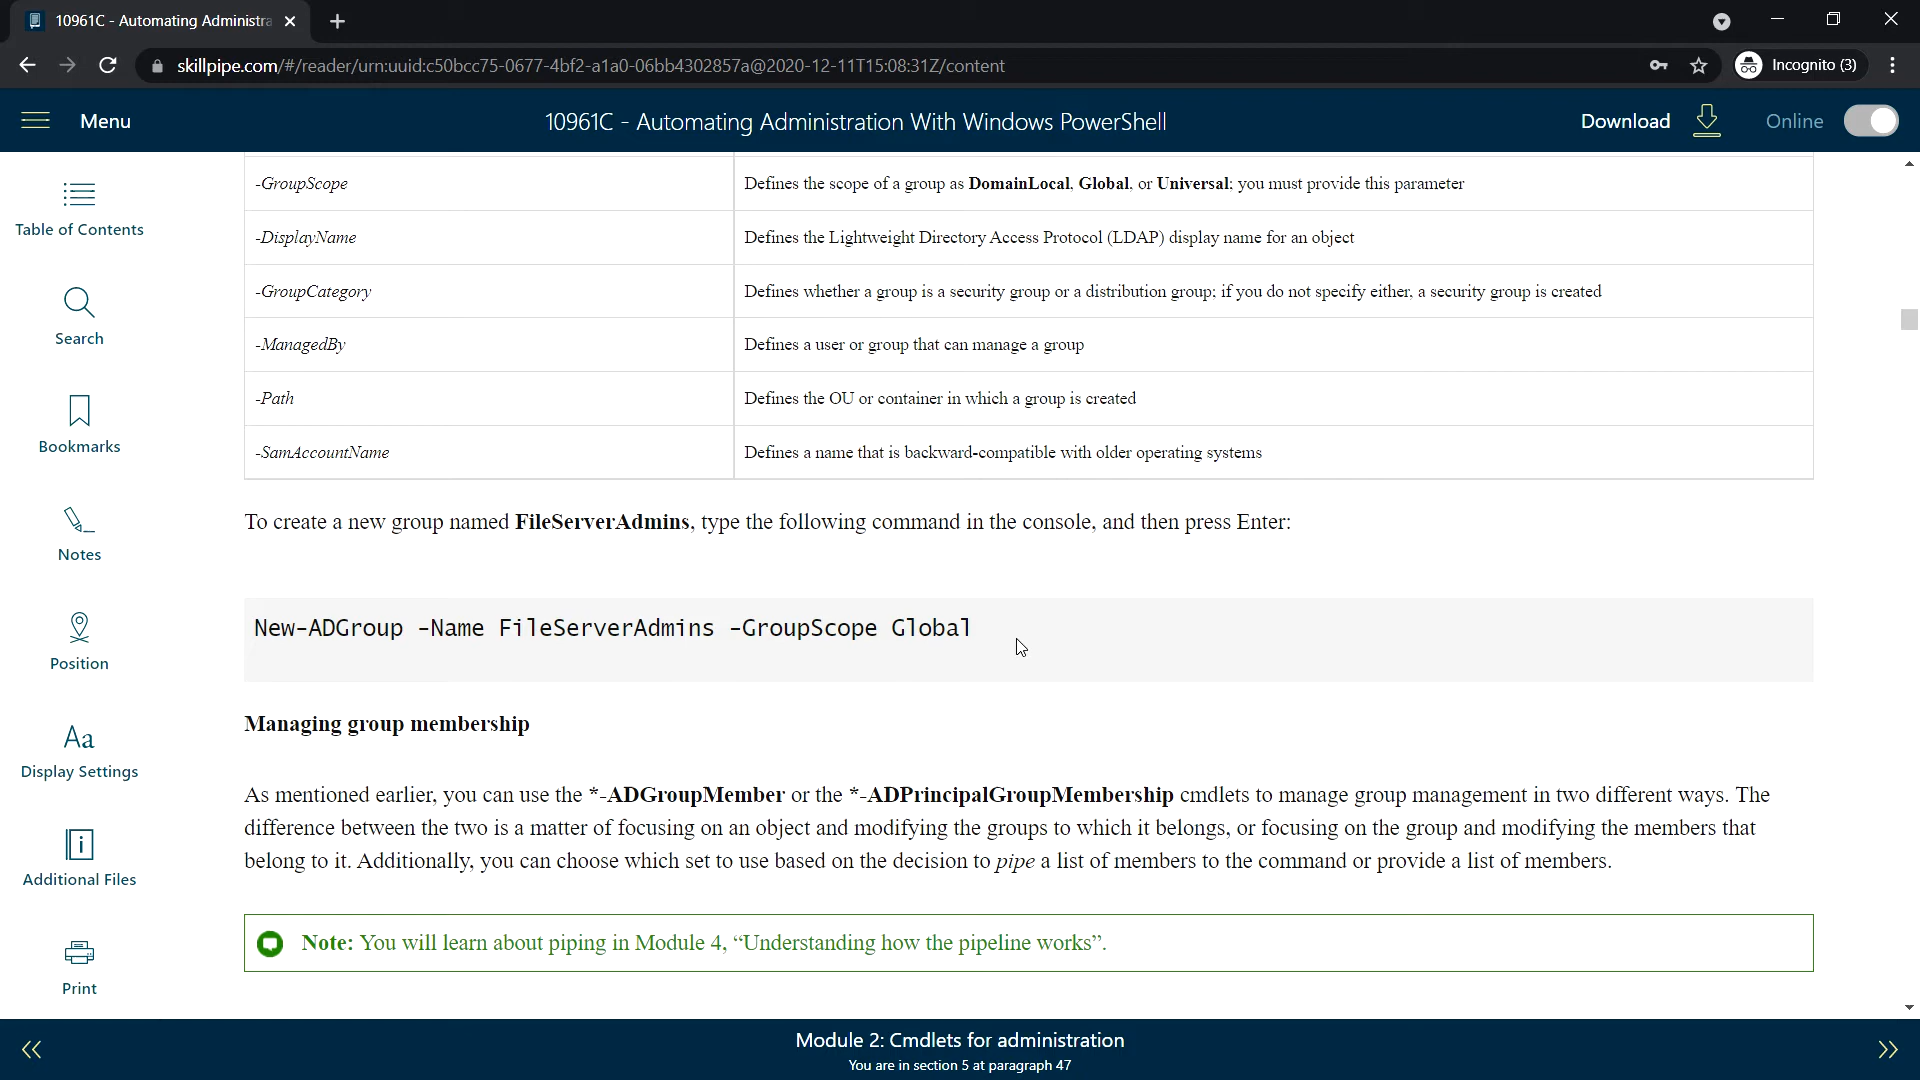 10961C - Automating Administra
skillpipe.com/#/reader/urn:uuid:c50bcc75-0677-4bf2-a1a0-06bb4302857a@2020-12-11T15:08:31Z/content
Incognito (3)
Menu
10961C - Automating Administration With Windows PowerShell
Download
Online
Table of Contents
Search
Bookmarks
Notes
Position
Aa
Display Settings
Additional Files
Print
-GroupScope Defines the scope of a group as DomainLocal, Global, or Universal; you must provide this parameter
-DisplayName Defines the Lightweight Directory Access Protocol (LDAP) display name for an object
-GroupCategory Defines whether a group is a security group or a distribution group; if you do not specify either, a security group is created
-ManagedBy Defines a user or group that can manage a group
-Path Defines the OU or container in which a group is created
-SamAccountName Defines a name that is backward-compatible with older operating systems
To create a new group named FileServerAdmins, type the following command in the console, and then press Enter:
New-ADGroup -Name FileServerAdmins -GroupScope Global
Managing group membership
As mentioned earlier, you can use the *-ADGroupMember or the *-ADPrincipalGroupMembership cmdlets to manage group management in two different ways. The
difference between the two is a matter of focusing on an object and modifying the groups to which it belongs, or focusing on the group and modifying the members that
belong to it. Additionally, you can choose which set to use based on the decision to pipe a list of members to the command or provide a list of members.
Note: You will learn about piping in Module 4, “Understanding how the pipeline works”.
Module 2: Cmdlets for administration
You are in section 5 at paragraph 47